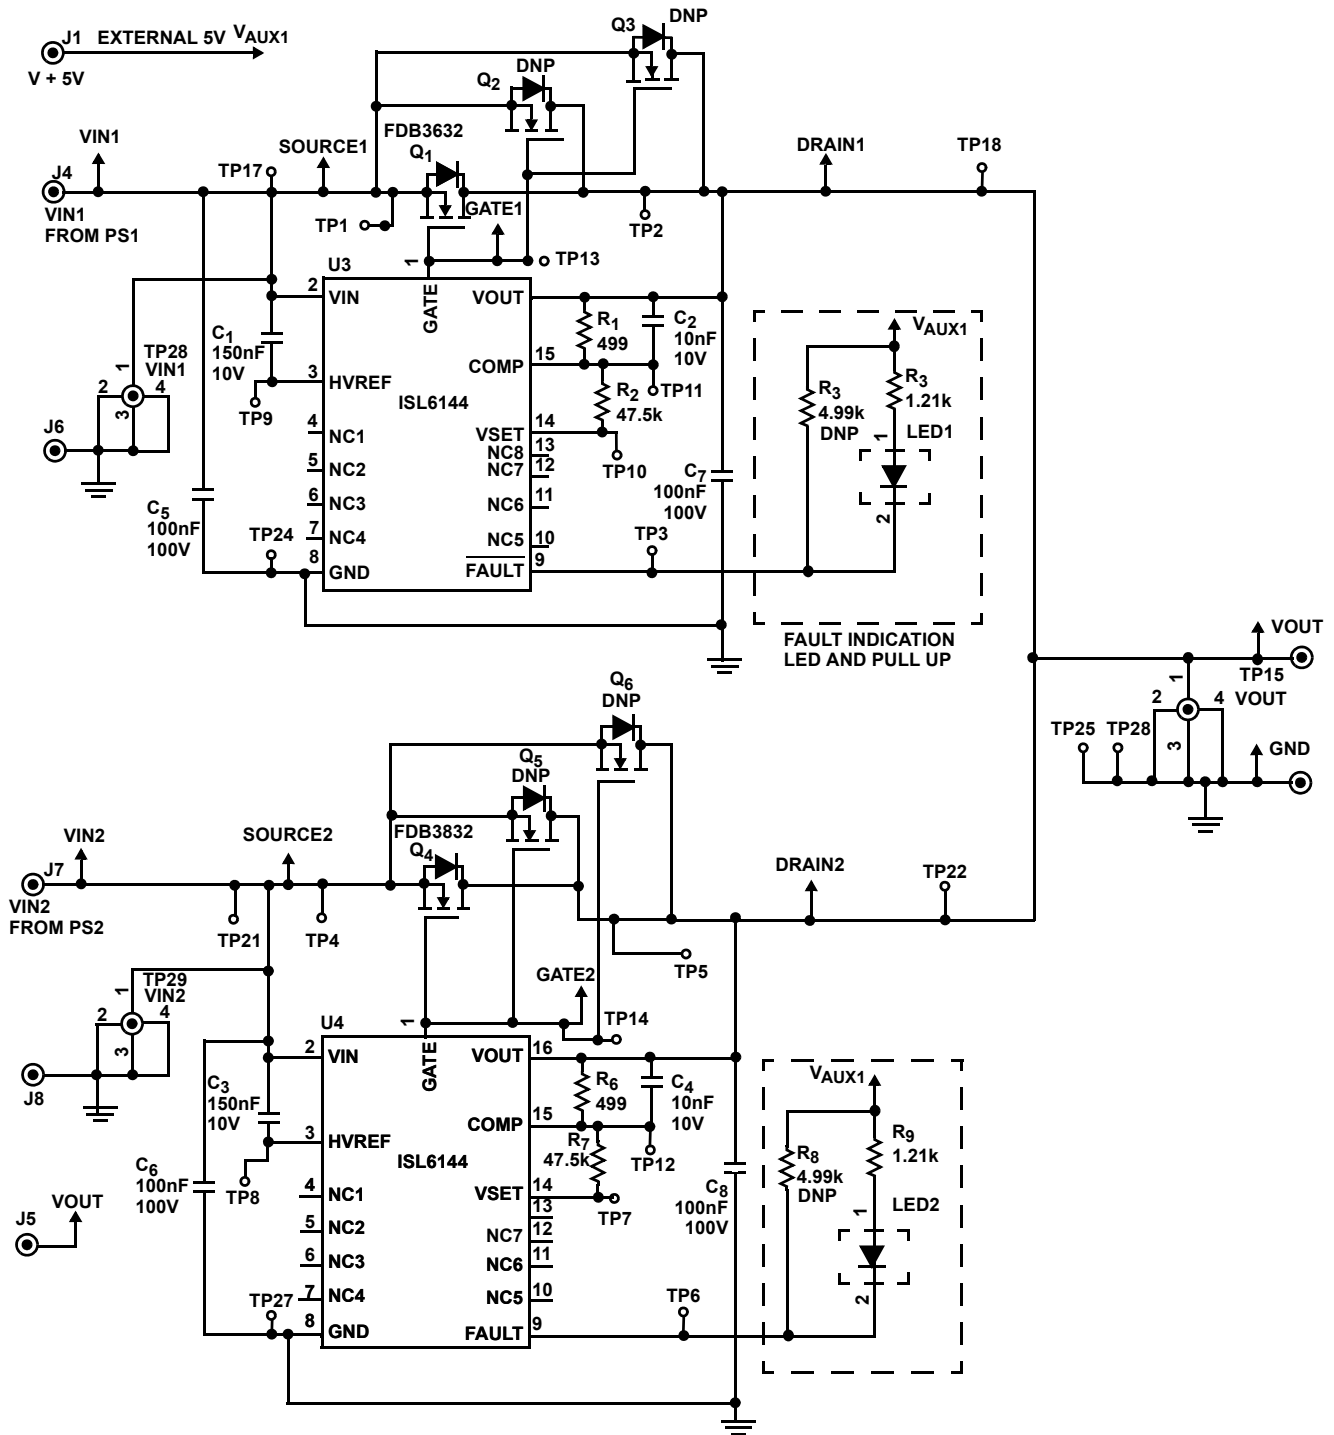 J1 EXTERNAL 5V VAUX1
V + 5V
Q3 DNP
Q2 DNP
VIN1
J4
VIN1
FROM PS1
TP17
SOURCE1
FDB3632
Q1
TP1
GATE1
TP13
TP2
DRAIN1
TP18
U3
1
GATE
2 VIN
VOUT
C1
150nF
10V
3 HVREF
TP9
ISL6144
R1
499
C2
10nF
10V
15 COMP
TP11
R2
47.5k
14 VSET
TP10
4 NC1
5 NC2
6 NC3
7 NC4
8 GND
13 NC8
12 NC7
11 NC6
10 NC5
9 FAULT
TP28
VIN1
1
2
3
4
J6
C5
100nF
100V
TP24
C7
100nF
100V
TP3
VAUX1
R3
4.99k
DNP
R3
1.21k
1
LED1
2
FAULT INDICATION
LED AND PULL UP
VOUT
TP15
VOUT
1
2
3
4
TP25
TP28
GND
Q6
DNP
Q5
DNP
VIN2
J7
VIN2
FROM PS2
SOURCE2
FDB3832
Q4
TP21
TP4
DRAIN2
TP22
TP5
GATE2
TP14
TP29
VIN2
1
2
3
4
J8
U4
1
GATE
2 VIN
16 VOUT
C3
150nF
10V
3 HVREF
TP8
ISL6144
R6
499
C4
10nF
10V
15 COMP
R7
47.5k
TP12
14 VSET
TP7
C6
100nF
100V
4 NC1
5 NC2
6 NC3
7 NC4
8 GND
13
12 NC7
11 NC6
10 NC5
9 FAULT
J5
VOUT
TP27
C8
100nF
100V
TP6
VAUX1
R8
4.99k
DNP
R9
1.21k
1
LED2
2